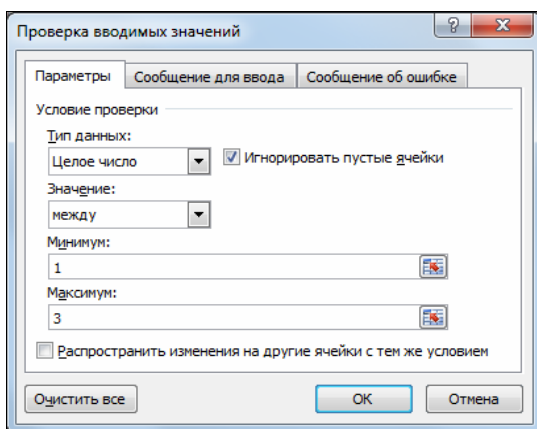 Проверка вводимых значений
Параметры Сообщение для ввода Сообщение об ошибке
Условие проверки
Тип данных:
Целое число Игнорировать пустые ячейки
Значение:
между
Минимум:
1
Максимум:
3
Распространить изменения на другие ячейки с тем же условием
Очистить все ОК Отмена